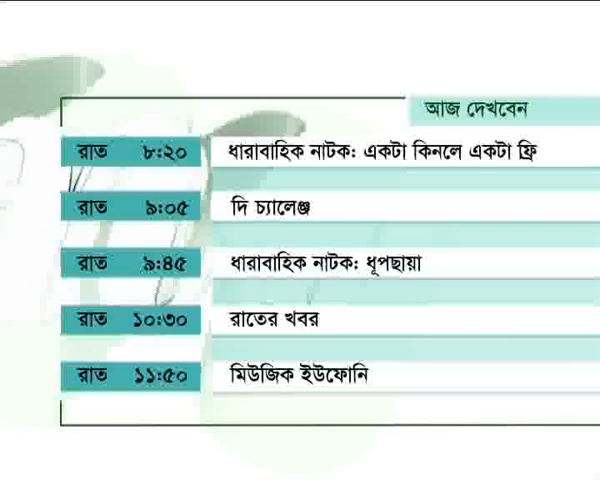 আজ দেখবেন
রাত ৮:২০ ধারাবাহিক নাটক: একটা কিনলে একটা ফ্রি
রাত ৯:০৫ দি চ্যালেঞ্জ
রাত ৯:৪৫ ধারাবাহিক নাটক: ধূপছায়া
রাত ১০:৩০ রাতের খবর
রাত ১১:৫০ মিউজিক ইউফোনি